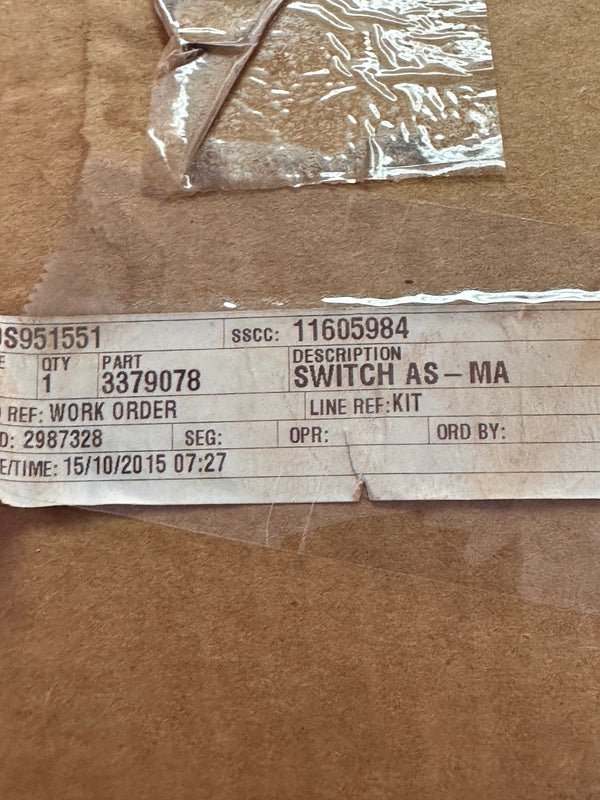 S951551 SSCC: 11605984
QTY PART DESCRIPTION
1 3379078 SWITCH AS – MA
REF: WORK ORDER LINE REF: KIT
D: 2987328 SEG: OPR: ORD BY:
E/TIME: 15/10/2015 07:27